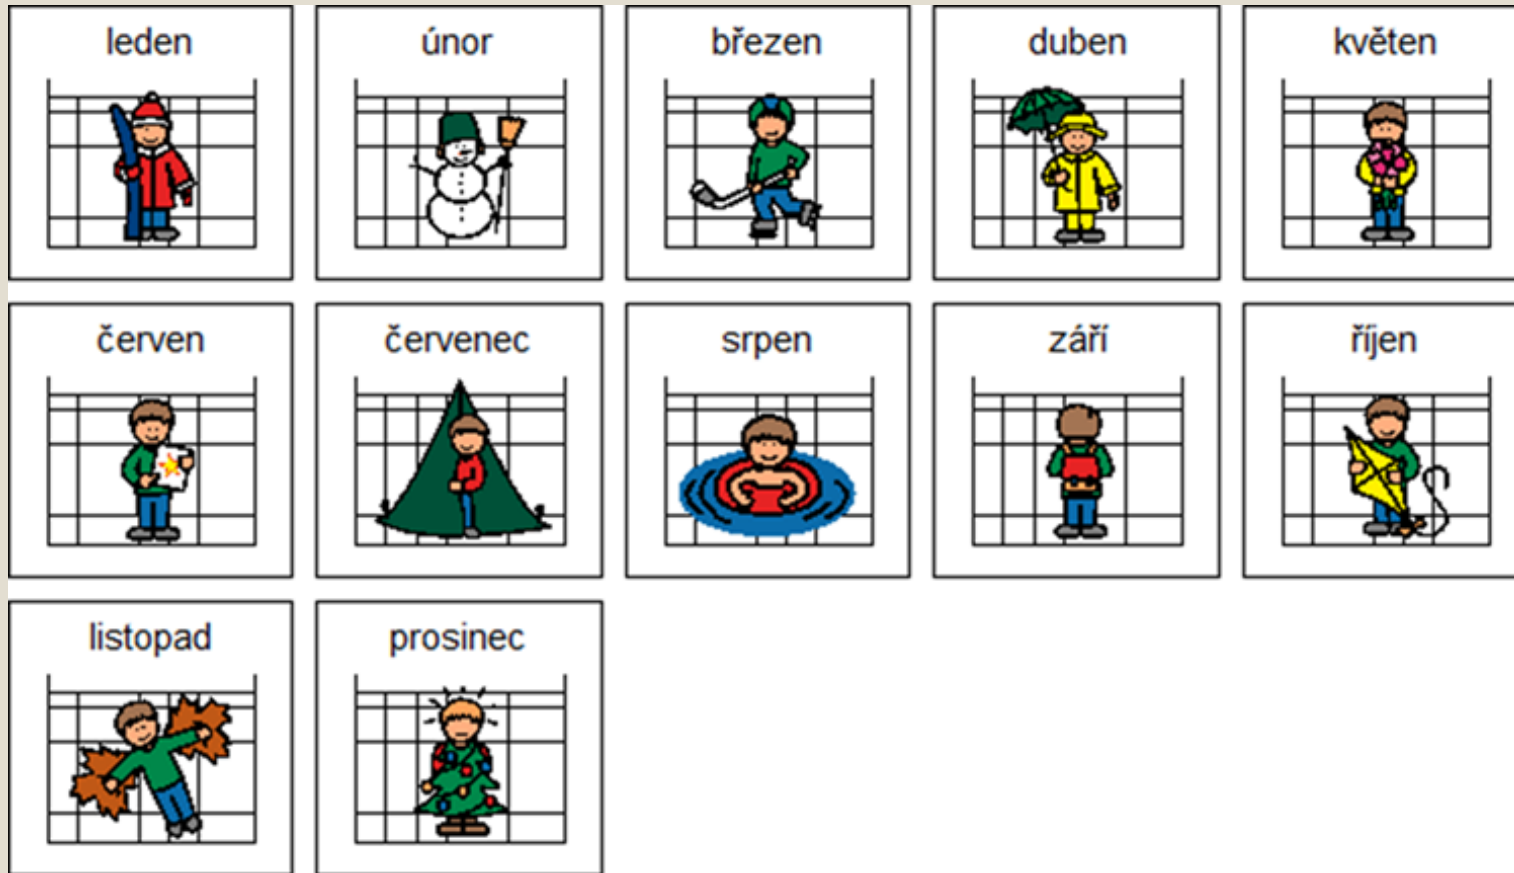 leden
únor
březen
duben
květen
červen
červenec
srpen
září
říjen
listopad
prosinec